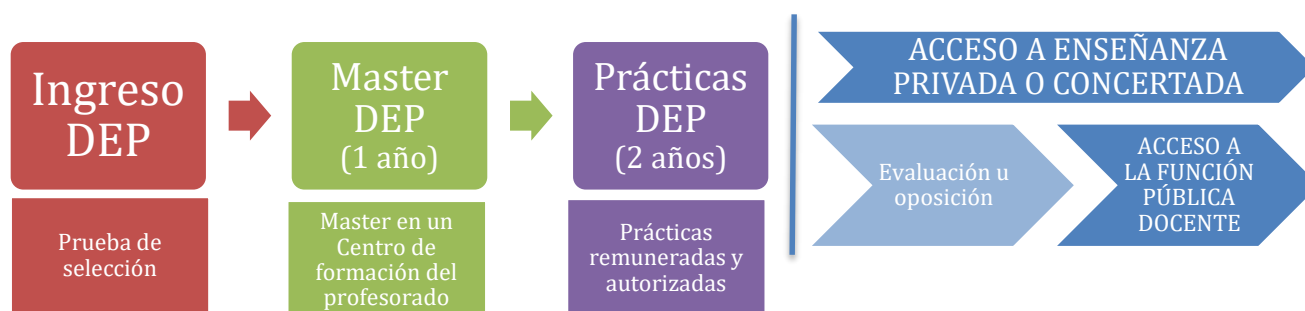 Ingreso
DEP
Prueba de
selección
Master
DEP
(1 año)
Master en un
Centro de
formación del
profesorado
Prácticas
DEP
(2 años)
Prácticas
remuneradas y
autorizadas
ACCESO A ENSEÑANZA
PRIVADA O CONCERTADA
Evaluación u
oposición
ACCESO A
LA FUNCIÓN
PÚBLICA
DOCENTE